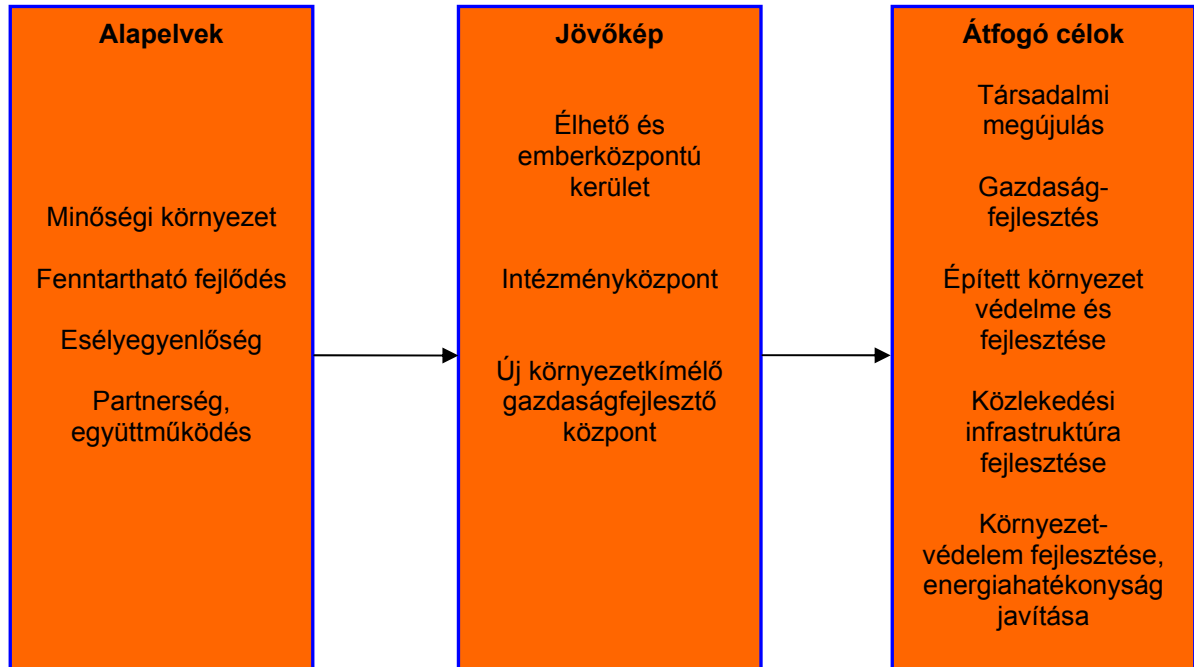 Alapelvek
Minőségi környezet
Fenntartható fejlődés
Esélyegyenlőség
Partnerség,
együttműködés
Jövőkép
Élhető és
emberközpontú
kerület
Intézményközpont
Új környezetkímélő
gazdaságfejlesztő
központ
Átfogó célok
Társadalmi
megújulás
Gazdaság-
fejlesztés
Épített környezet
védelme és
fejlesztése
Közlekedési
infrastruktúra
fejlesztése
Környezet-
védelem fejlesztése,
energiahatékonyság
javítása